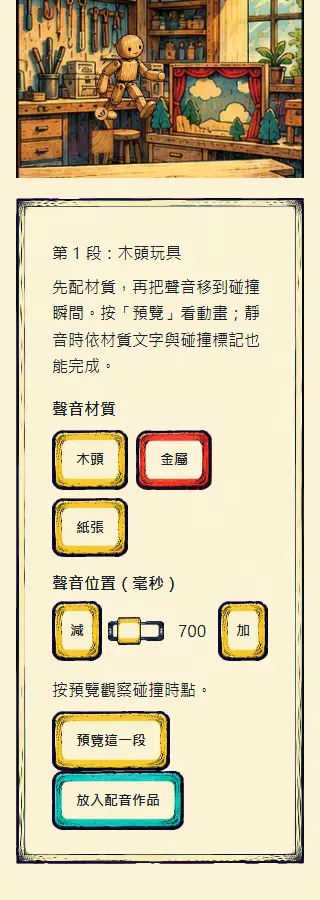 第 1 段：木頭玩具
先配材質，再把聲音移到碰撞
瞬間。按「預覽」看動畫；靜
音時依材質文字與碰撞標記也
能完成。
聲音材質
木頭
金屬
紙張
聲音位置（毫秒）
減
700
加
按預覽觀察碰撞時點。
預覽這一段
放入配音作品